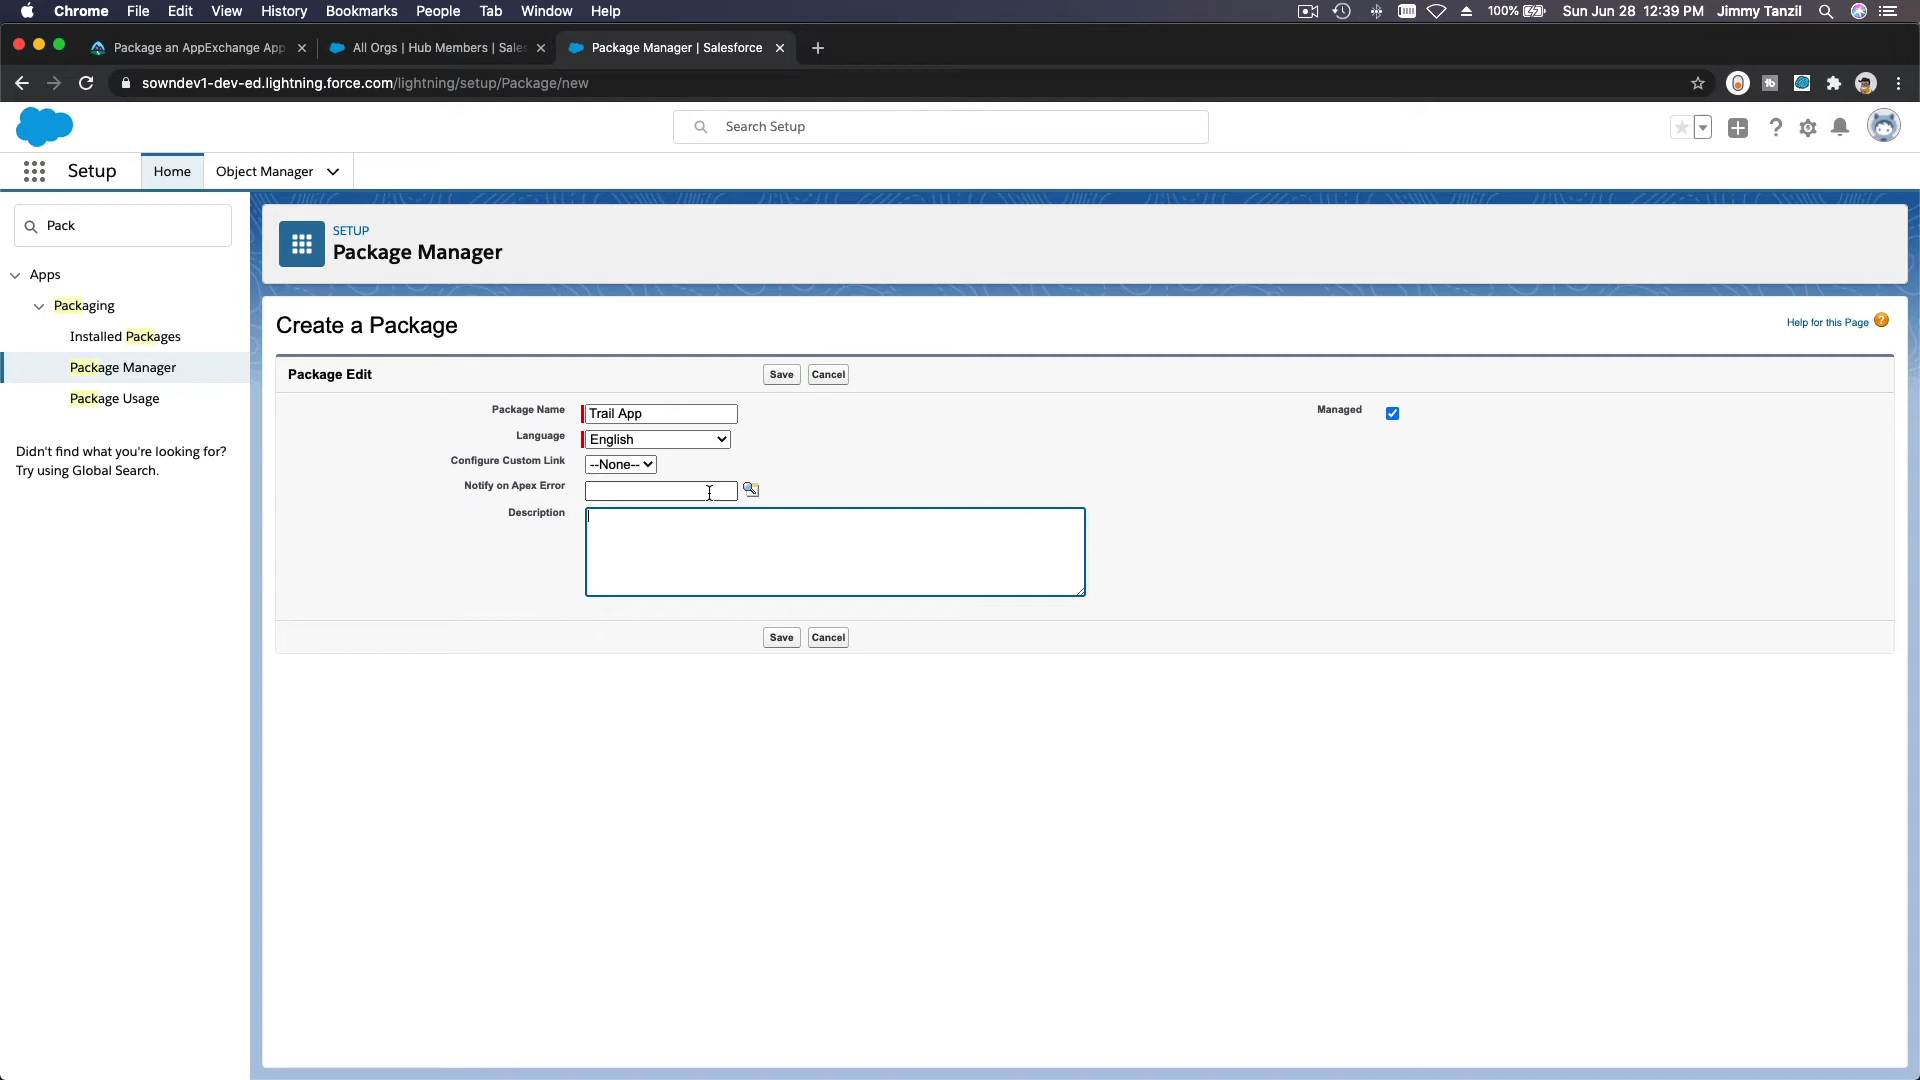 Chrome File Edit View History Bookmarks People Tab Window Help 100% Sun Jun 28 12:39 PM Jimmy Tanzil
Package an AppExchange App All Orgs | Hub Members | Sales Package Manager | Salesforce
sowndev1-dev-ed.lightning.force.com/lightning/setup/Package/new
Search Setup
Setup Home Object Manager
Pack
Apps
Packaging
Installed Packages
Package Manager
Package Usage
Didn't find what you're looking for?
Try using Global Search.
SETUP
Package Manager
Create a Package
Help for this Page
Package Edit Save Cancel
Package Name Trail App Managed
Language English
Configure Custom Link --None--
Notify on Apex Error
Description
Save Cancel